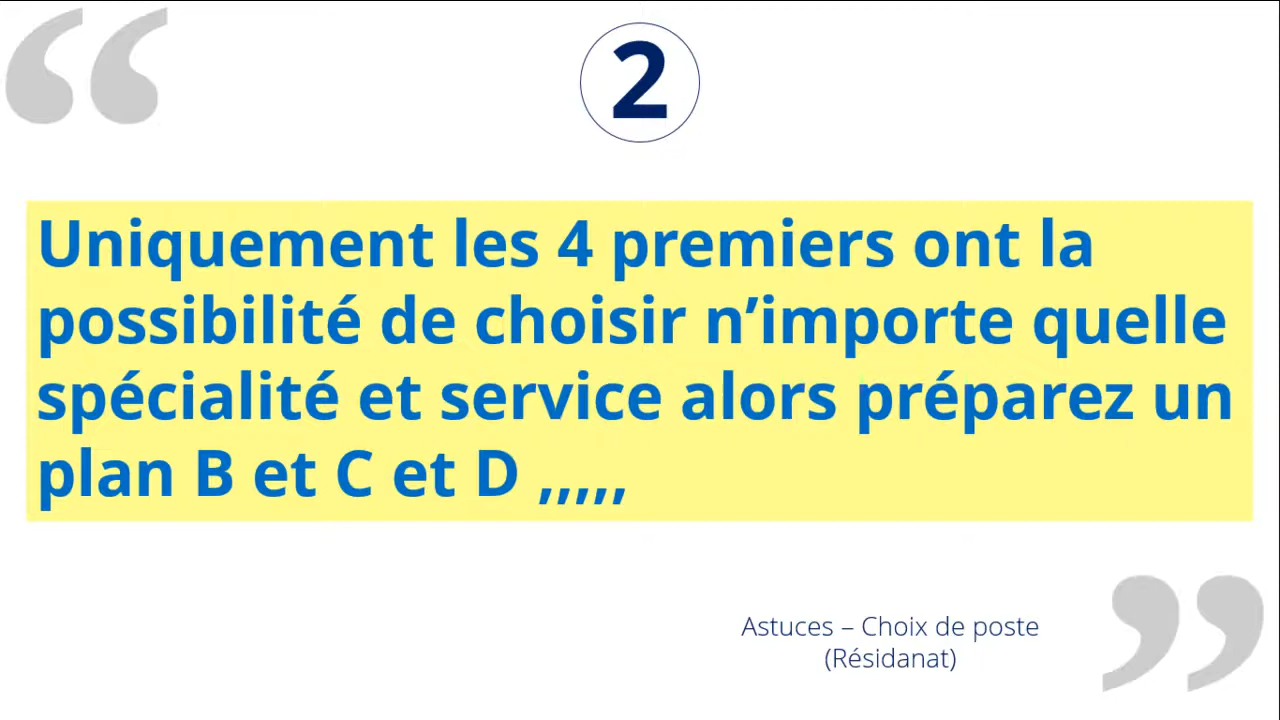 “
2
Uniquement les 4 premiers ont la
possibilité de choisir n’importe quelle
spécialité et service alors préparez un
plan B et C et D ,,,,,
Astuces – Choix de poste
(Résidanat)
”